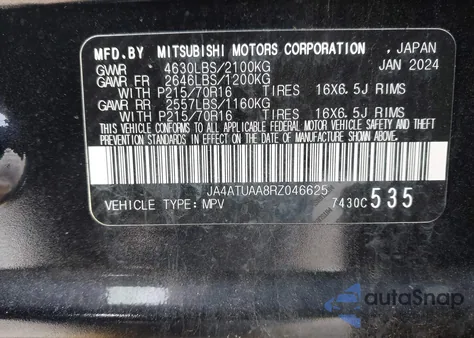 MFD.BY MITSUBISHI MOTORS CORPORATION , JAPAN
GVWR 4630LBS/2100KG JAN 2024
GAWR FR 2646LBS/1200KG
WITH P215/70R16 TIRES 16X6.5J RIMS
GAWR RR 2557LBS/1160KG
WITH P215/70R16 TIRES 16X6.5J RIMS
THIS VEHICLE CONFORMS TO ALL APPLICABLE FEDERAL MOTOR VEHICLE SAFETY AND THEFT
PREVENTION STANDARDS IN EFFECT ON THE DATE OF MANUFACTURE SHOWN ABOVE.
JA4ATUAA8RZ046625
VEHICLE TYPE: MPV 7430C 535
autoSnap